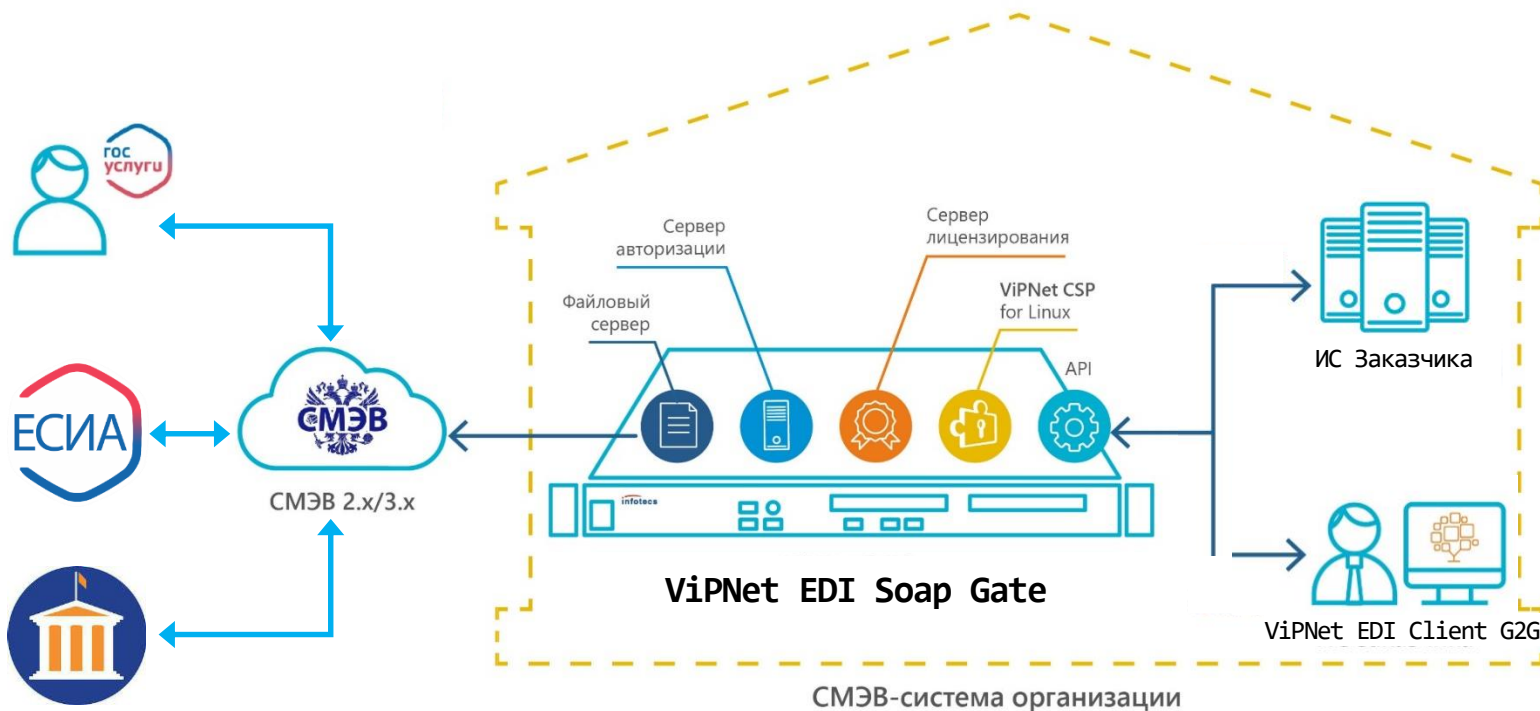 гос
услуги
Сервер
авторизации
Сервер
лицензирования
Файловый
сервер
ViPNet CSP
for Linux
API
ИС Заказчика
ЕСИА
СМЭВ
СМЭВ 2.x/3.x
infotecs
ViPNet EDI Soap Gate
ViPNet EDI Client G2G
СМЭВ-система организации